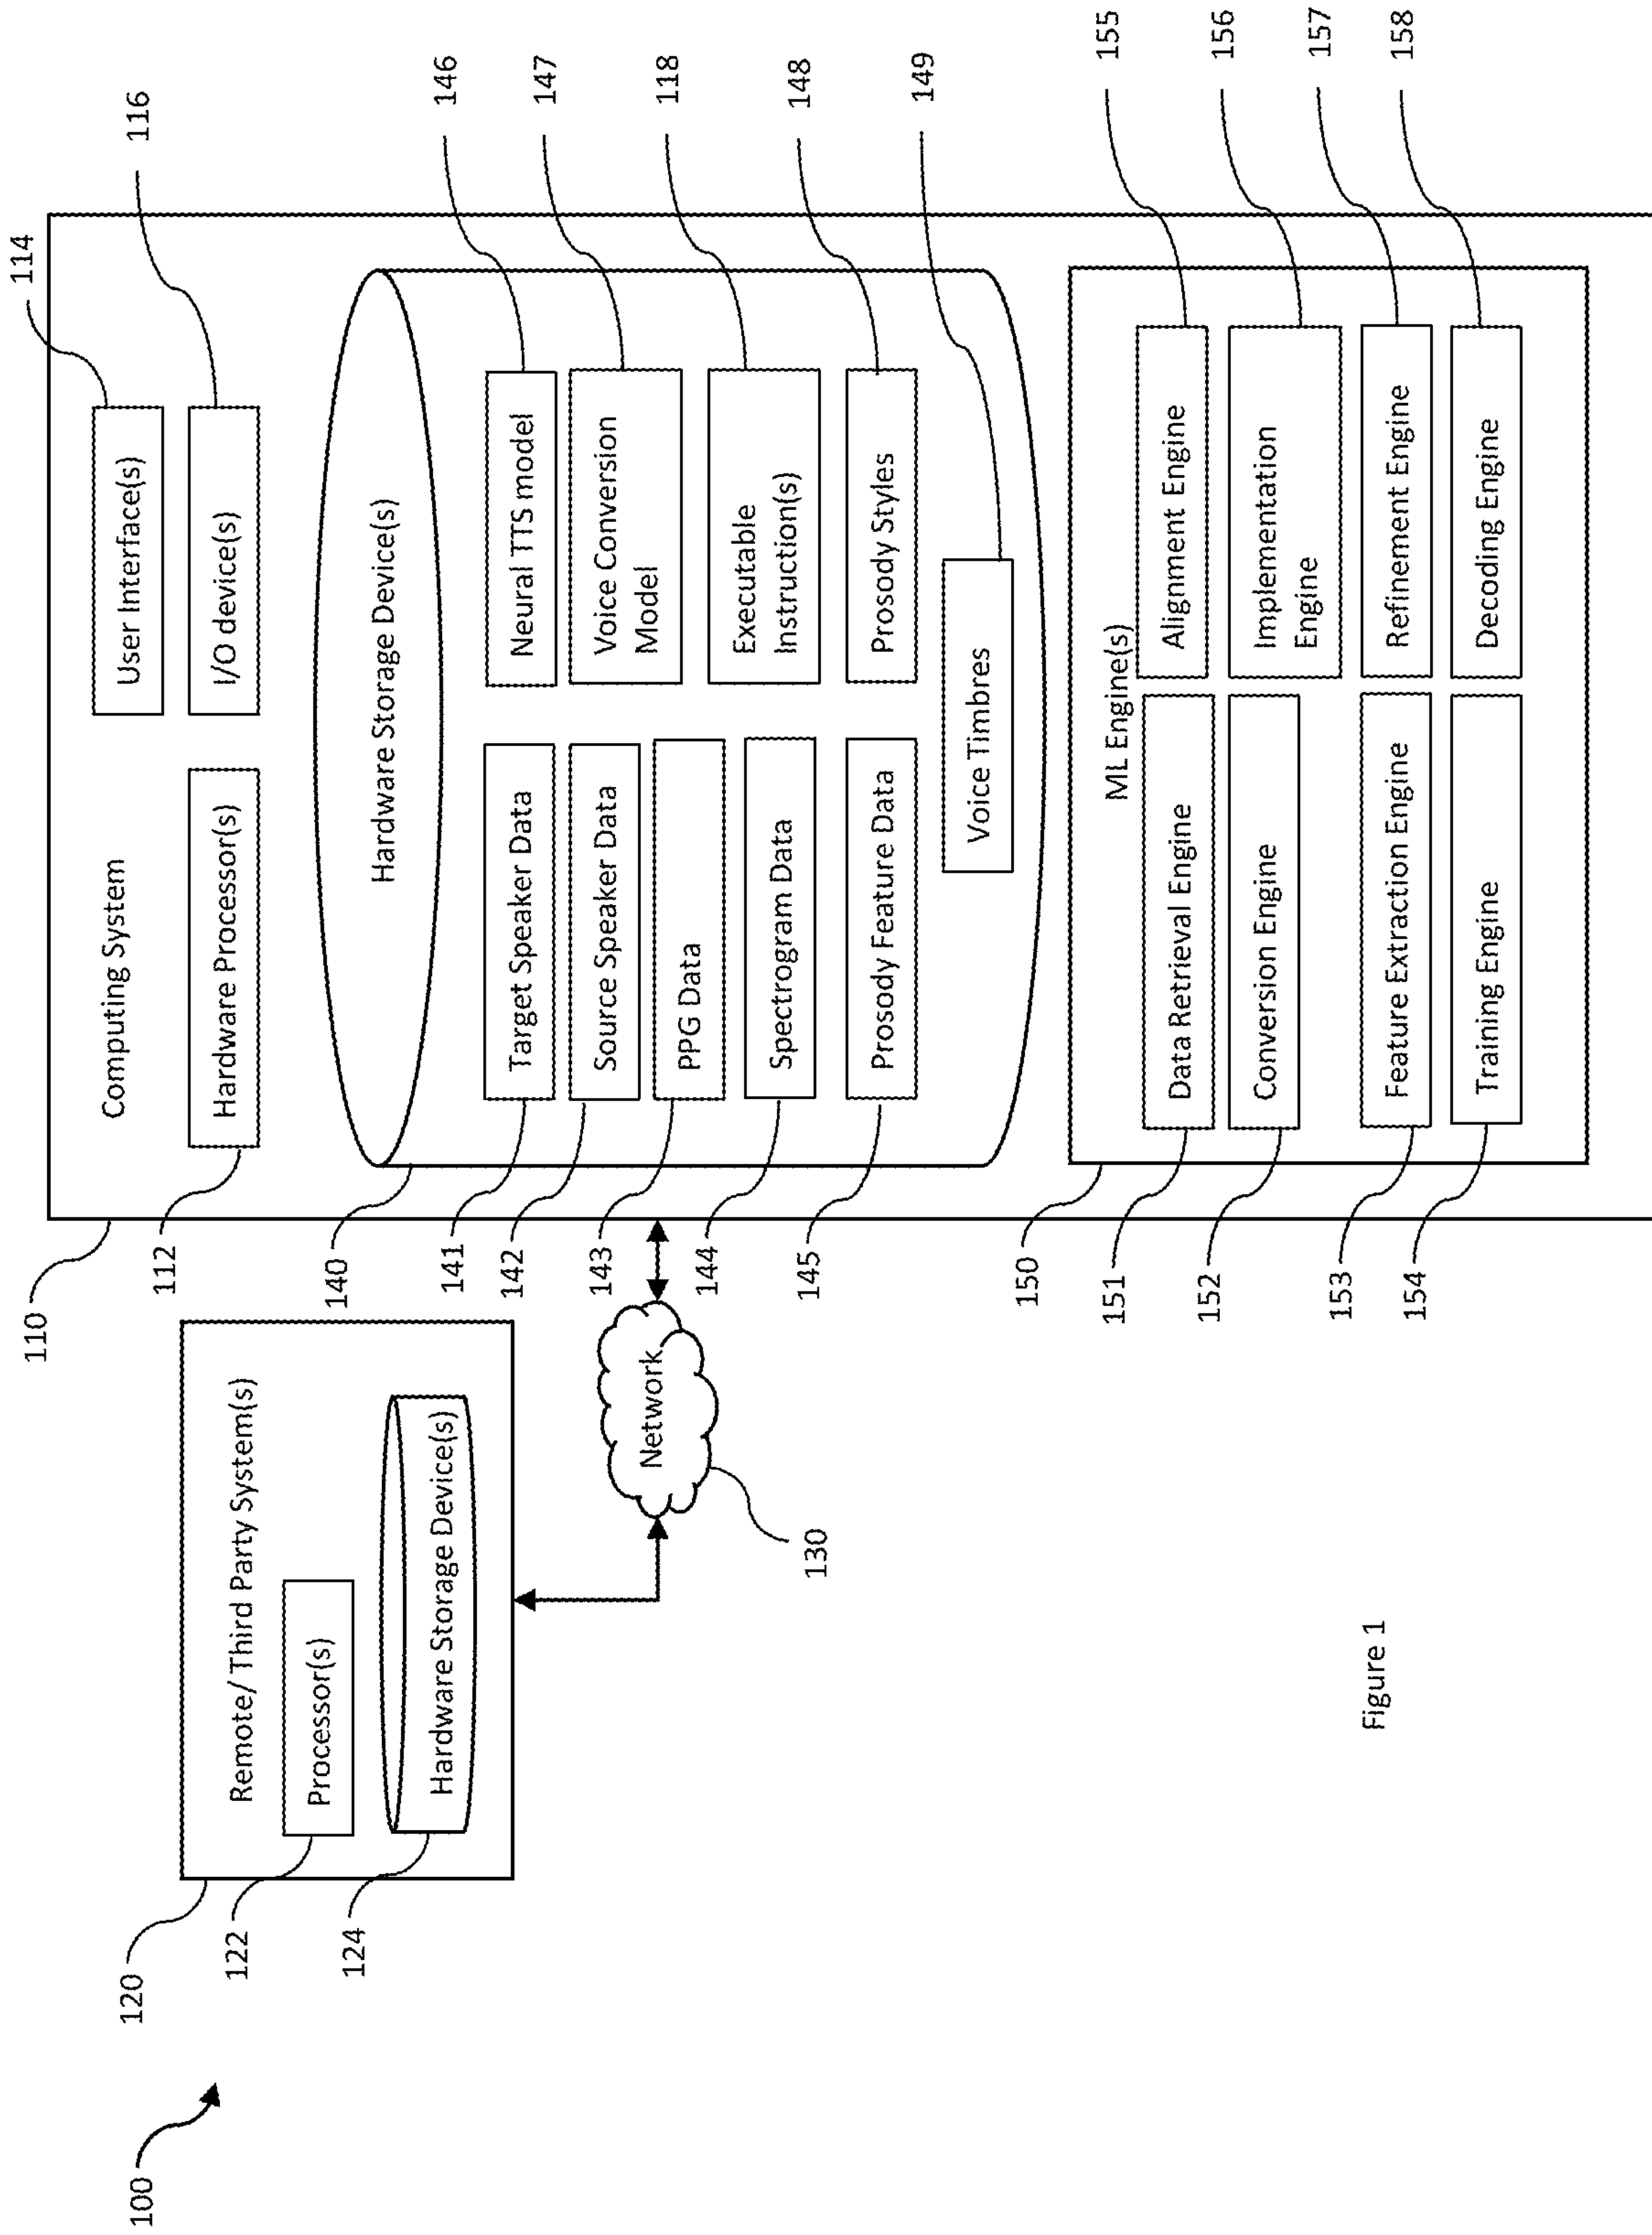 100
120
Remote/ Third Party System(s)
122
Processor(s)
124
Hardware Storage Device(s)
Network
130
110
Computing System
114
User Interface(s)
112
Hardware Processor(s)
I/O device(s)
116
140
Hardware Storage Device(s)
141
Target Speaker Data
Neural TTS model
146
142
Source Speaker Data
Voice Conversion
Model
147
143
PPG Data
Executable
Instruction(s)
118
144
Spectrogram Data
145
Prosody Feature Data
Prosody Styles
148
Voice Timbres
149
150
ML Engine(s)
151
Data Retrieval Engine
Alignment Engine
155
152
Conversion Engine
Implementation
Engine
156
153
Feature Extraction Engine
Refinement Engine
157
154
Training Engine
Decoding Engine
158
Figure 1